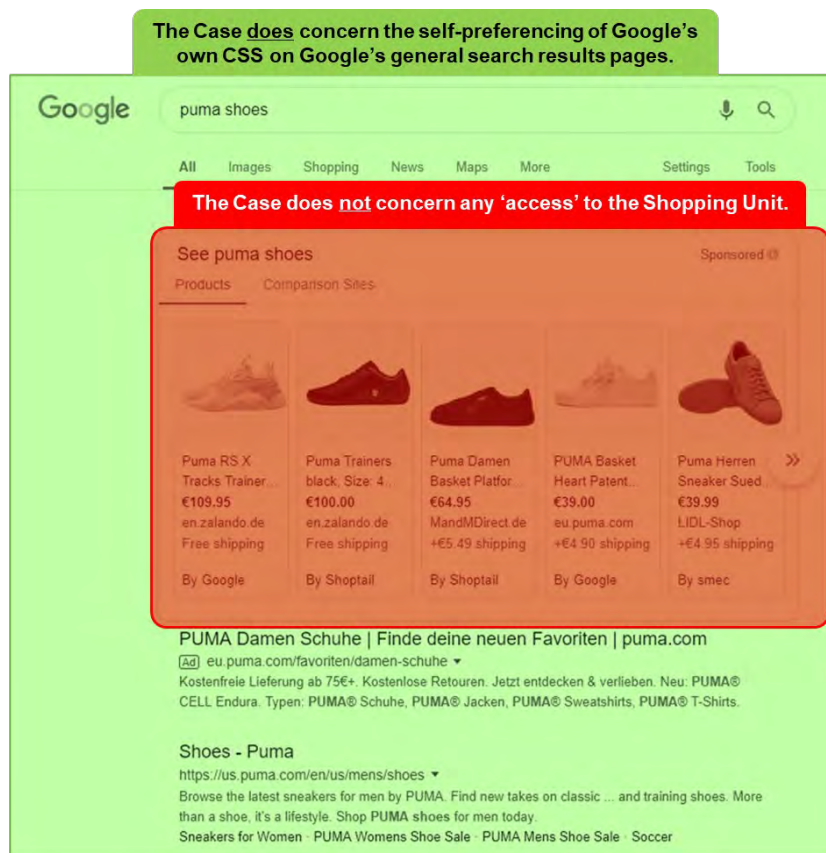 The Case does concern the self-preferencing of Google's
own CSS on Google's general search results pages.
Google
puma shoes
All Images Shopping News Maps More Settings Tools
The Case does not concern any 'access' to the Shopping Unit.
See puma shoes Sponsored
Products Comparison Sites
Puma RS X Puma Trainers Puma Damen PUMA Basket Puma Herren
Tracks Trainer... black, Size: 4... Basket Platfor... Heart Patent... Sneaker Sued...
€109.95 €100.00 €64.95 €39.00 €39.99
en.zalando.de en.zalando.de MandMDirect.de eu.puma.com LIDL-Shop
Free shipping Free shipping +€5.49 shipping +€4.90 shipping +€4.95 shipping
By Google By Shoptail By Shoptail By Google By smec
PUMA Damen Schuhe | Finde deine neuen Favoriten | puma.com
Ad eu.puma.com/favoriten/damen-schuhe
Kostenfreie Lieferung ab 75€+. Kostenlose Retouren. Jetzt entdecken & verlieben. Neu: PUMA®
CELL Endura. Typen: PUMA® Schuhe, PUMA® Jacken, PUMA® Sweatshirts, PUMA® T-Shirts.
Shoes - Puma
https://us.puma.com/en/us/mens/shoes
Browse the latest sneakers for men by PUMA. Find new takes on classic ... and training shoes. More
than a shoe, it's a lifestyle. Shop PUMA shoes for men today.
Sneakers for Women · PUMA Womens Shoe Sale · PUMA Mens Shoe Sale · Soccer